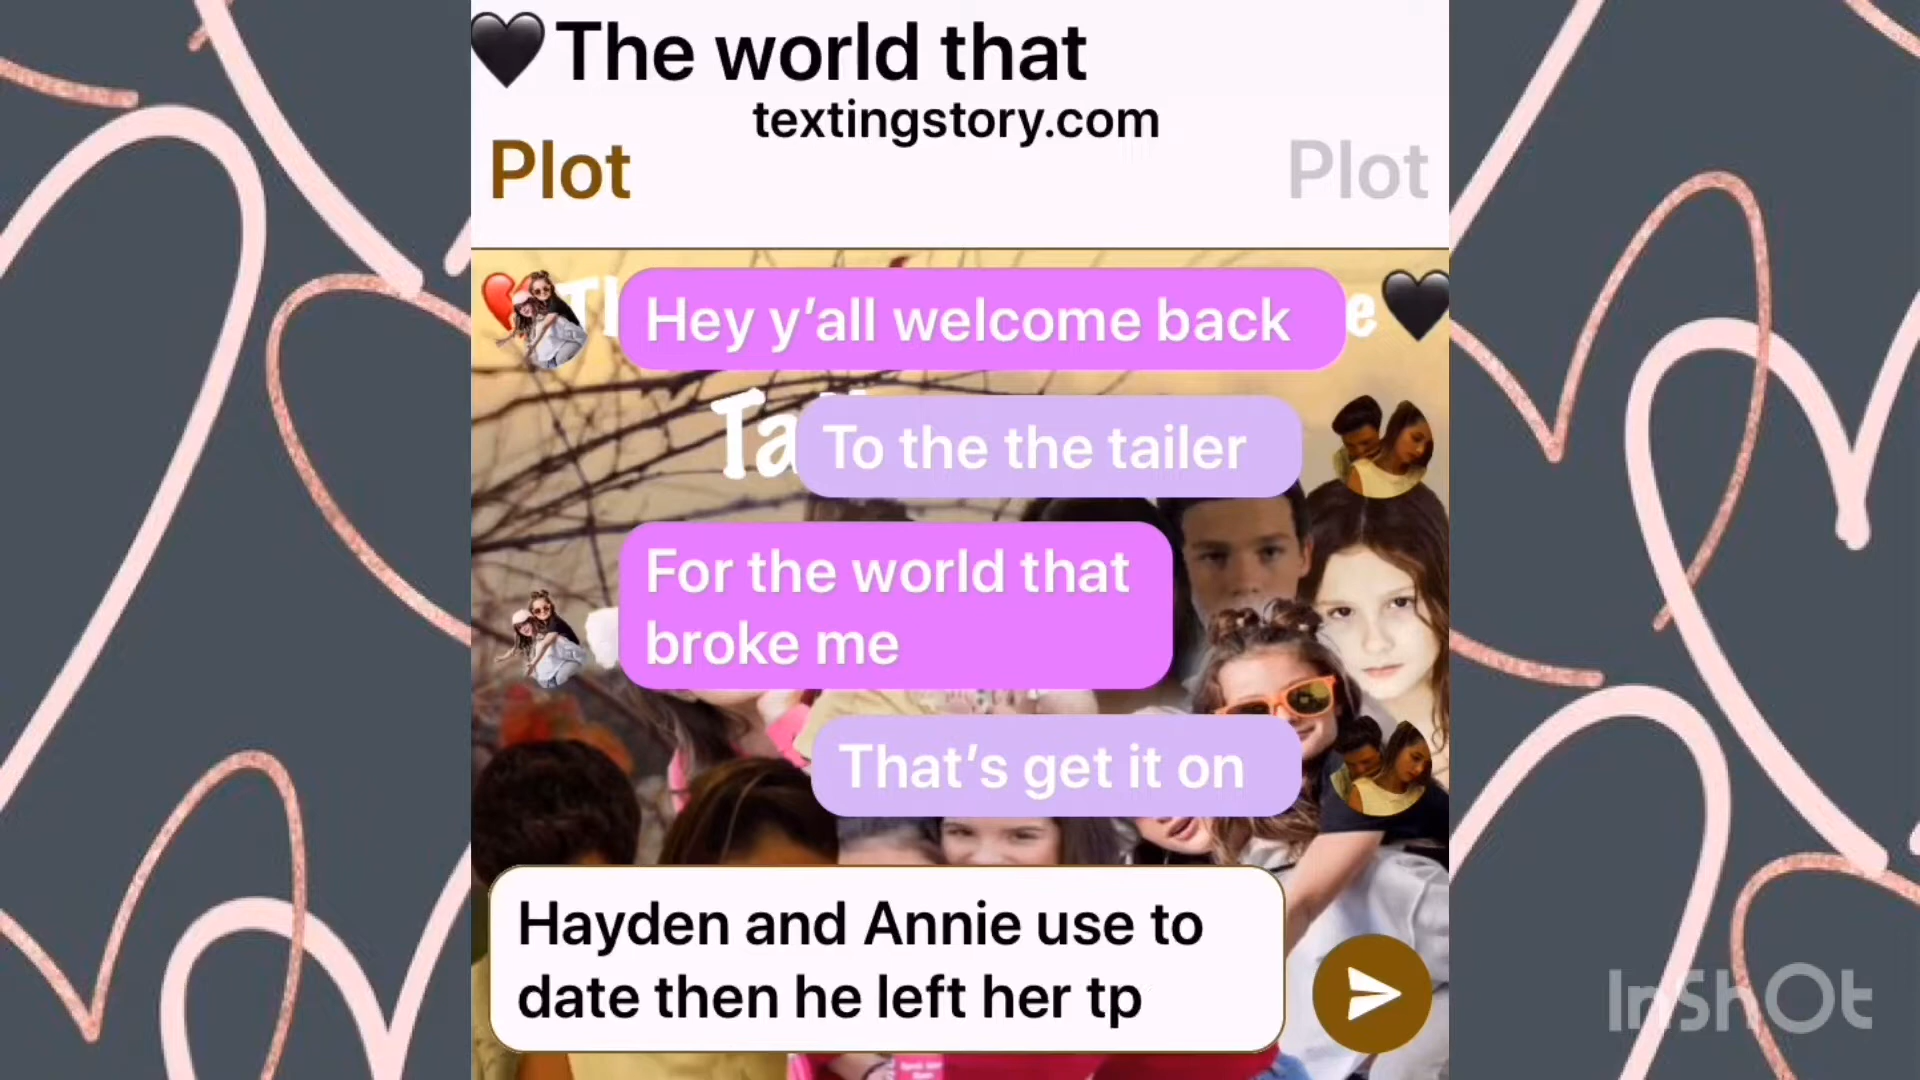 🖤The world that
textingstory.com
Plot
Plot
Hey y’all welcome back
To the the tailer
For the world that
broke me
That’s get it on
Hayden and Annie use to
date then he left her tp
InShOt